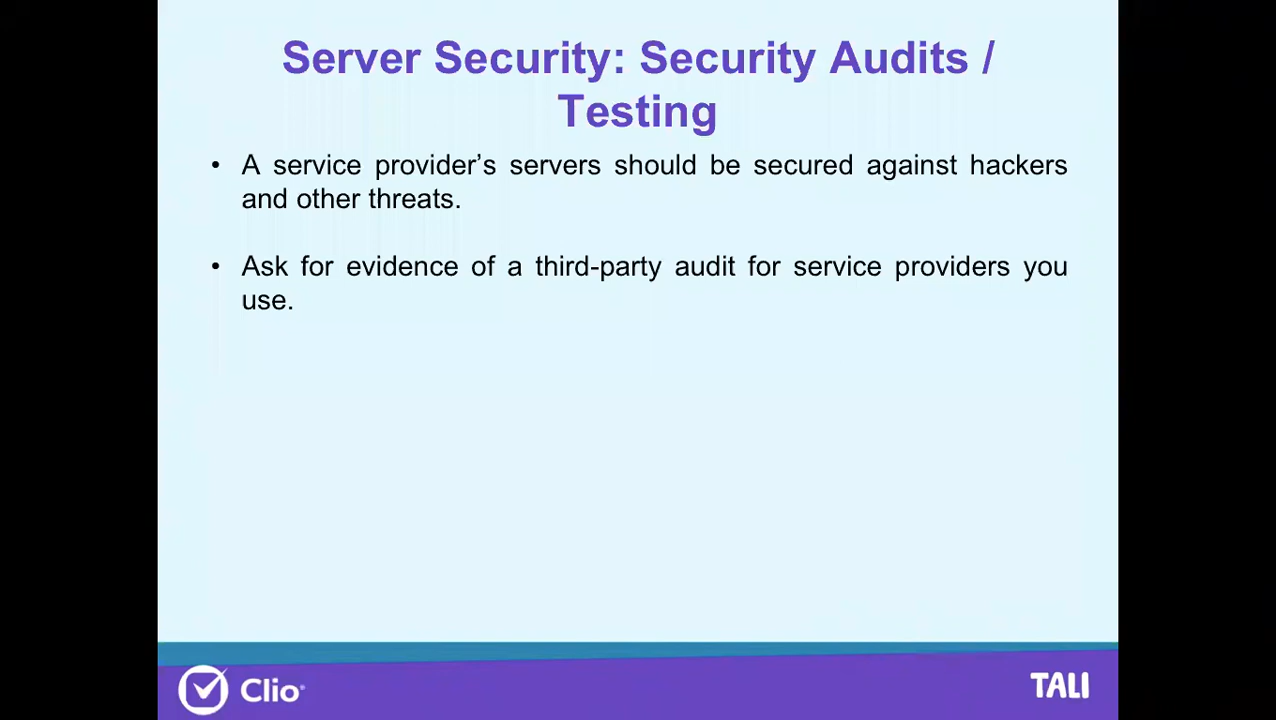 Server Security: Security Audits /
Testing
• A service provider’s servers should be secured against hackers
and other threats.
• Ask for evidence of a third-party audit for service providers you
use.
Clio®
TALI